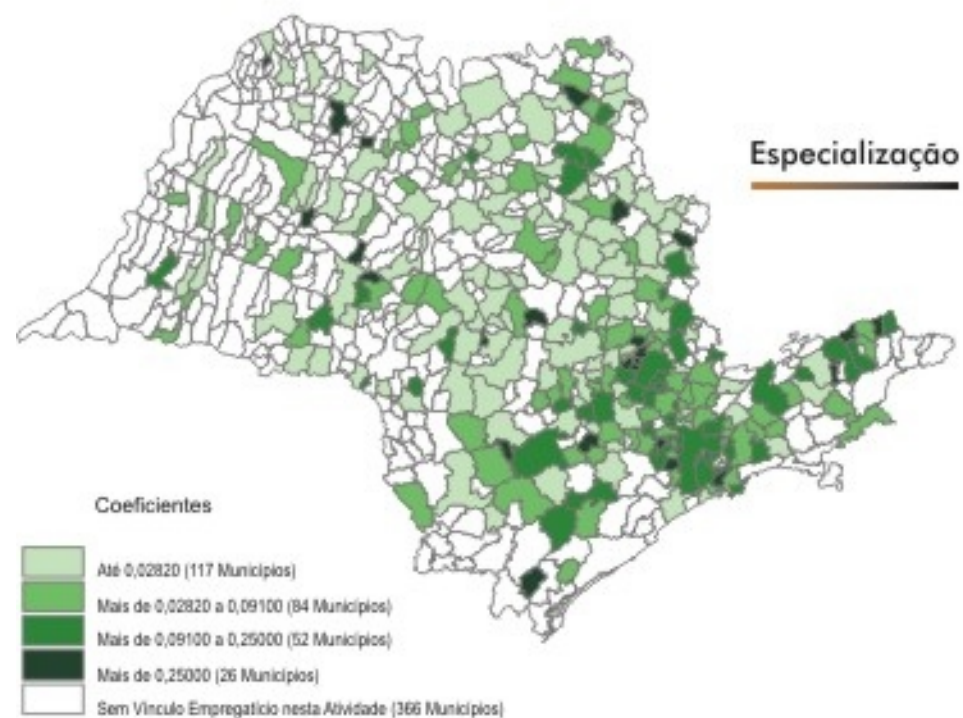 Especialização
Coeficientes
Até 0,02820 (117 Municípios)
Mais de 0,02820 a 0,09100 (84 Municípios)
Mais de 0,09100 a 0,25000 (52 Municípios)
Mais de 0,25000 (26 Municípios)
Sem Vínculo Empregatício nesta Atividade (366 Municípios)